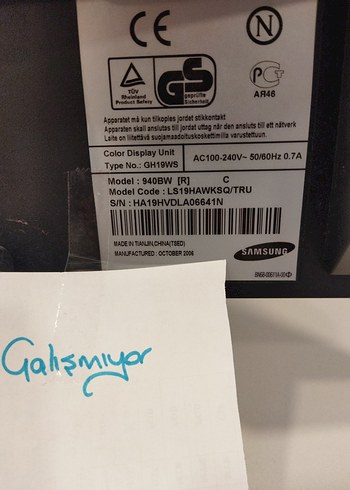 CE N
TÜV
Rheinland
Product Safety
GS
geprüfte
Sicherheit
PG
AR46
Apparatet må kun tilkoples jordet stikkontakt
Apparaten skall anslutas till jordat uttag när den ansluts till ett nätverk
Laite on liitettävä suojamaadoituskoskettimilla varustettuun.
Color Display Unit
Type No.: GH19WS
AC100-240V~ 50/60Hz 0.7A
Model : 940BW [R] C
Model Code : LS19HAWKSQ/TRU
S/N : HA19HVDLA06641N
MADE IN TIANJIN,CHINA(TSED)
MANUFACTURED : OCTOBER 2006
SAMSUNG
Çalışmıyor